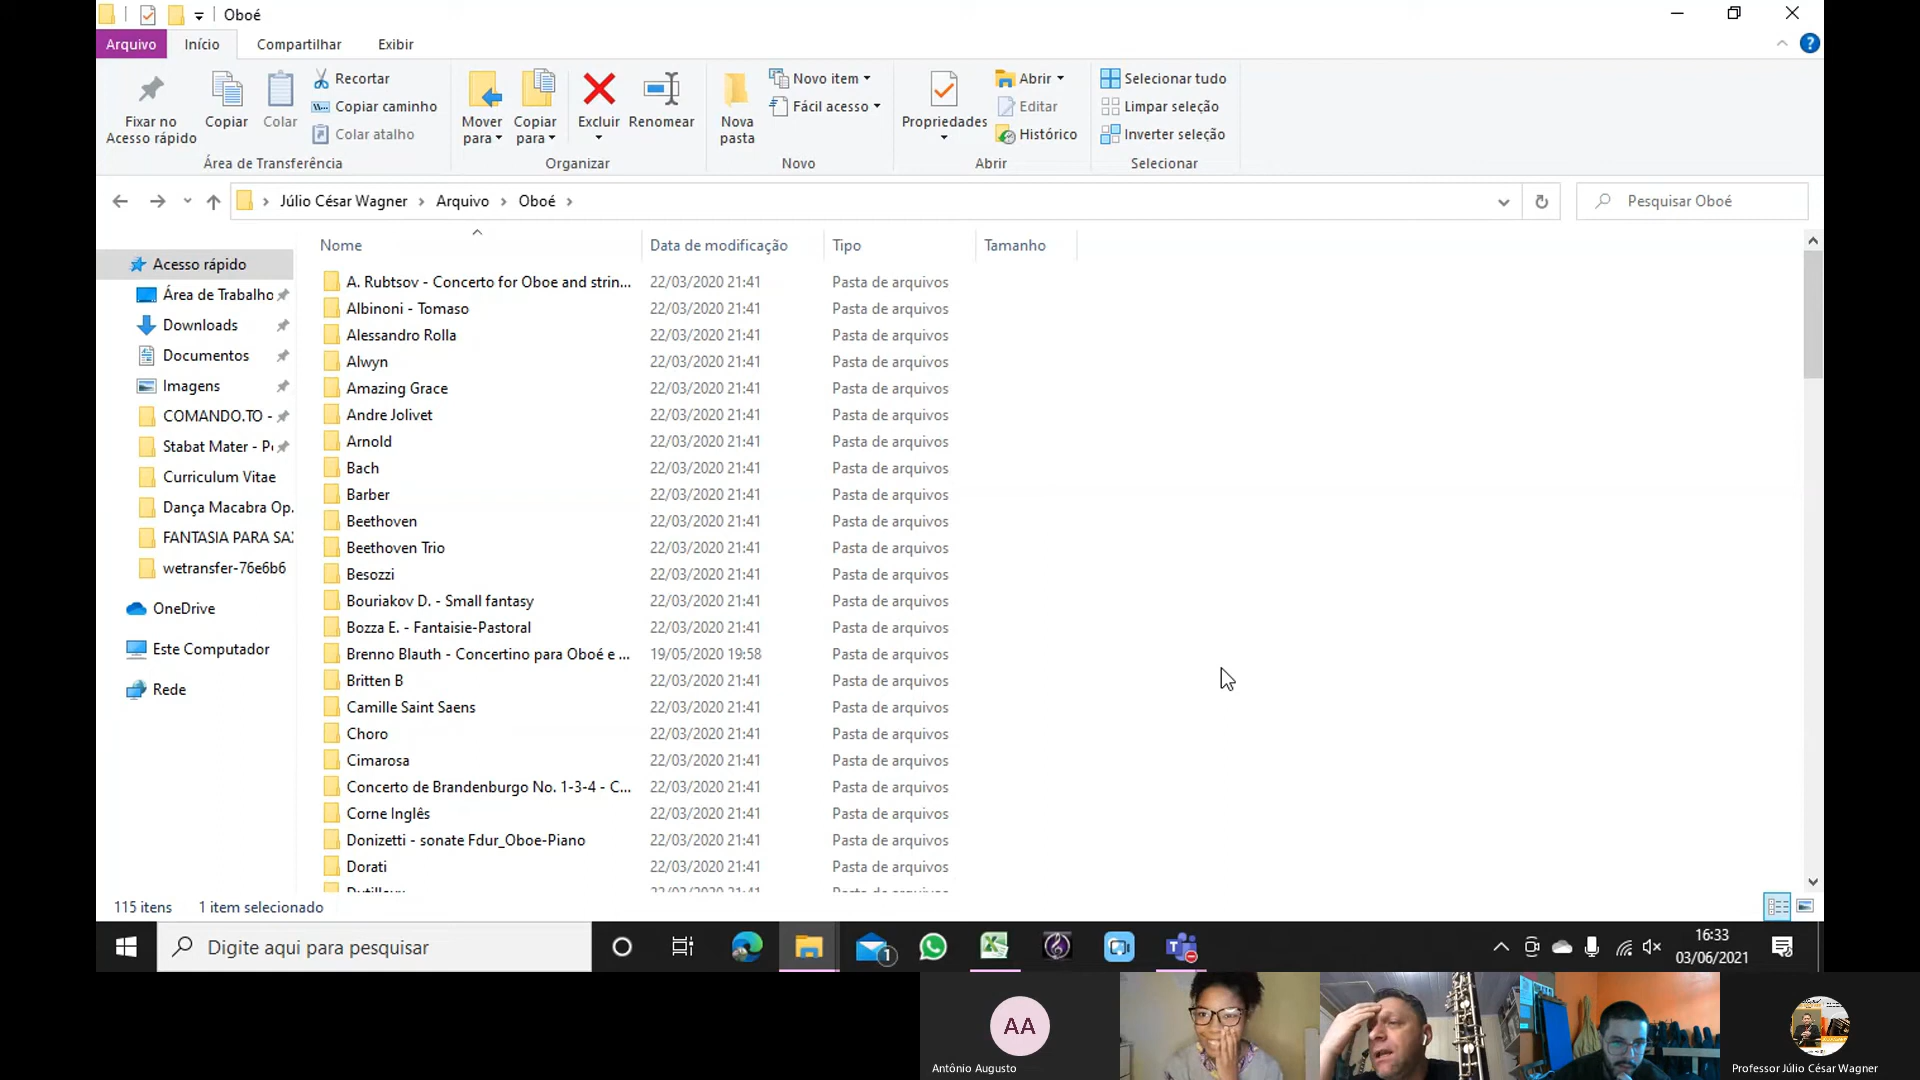 Oboé
Arquivo Início Compartilhar Exibir
Fixar no Acesso rápido
Copiar
Colar
Recortar
Copiar caminho
Colar atalho
Área de Transferência
Mover para
Copiar para
Excluir
Renomear
Organizar
Nova pasta
Novo item
Fácil acesso
Novo
Propriedades
Abrir
Editar
Histórico
Abrir
Selecionar tudo
Limpar seleção
Inverter seleção
Selecionar
Júlio César Wagner > Arquivo > Oboé >
Pesquisar Oboé
Acesso rápido
Área de Trabalho
Downloads
Documentos
Imagens
COMANDO.TO -
Stabat Mater - P
Curriculum Vitae
Dança Macabra Op.
FANTASIA PARA SA
wetransfer-76e6b6
OneDrive
Este Computador
Rede
Nome Data de modificação Tipo Tamanho
A. Rubtsov - Concerto for Oboe and strin... 22/03/2020 21:41 Pasta de arquivos
Albinoni - Tomaso 22/03/2020 21:41 Pasta de arquivos
Alessandro Rolla 22/03/2020 21:41 Pasta de arquivos
Alwyn 22/03/2020 21:41 Pasta de arquivos
Amazing Grace 22/03/2020 21:41 Pasta de arquivos
Andre Jolivet 22/03/2020 21:41 Pasta de arquivos
Arnold 22/03/2020 21:41 Pasta de arquivos
Bach 22/03/2020 21:41 Pasta de arquivos
Barber 22/03/2020 21:41 Pasta de arquivos
Beethoven 22/03/2020 21:41 Pasta de arquivos
Beethoven Trio 22/03/2020 21:41 Pasta de arquivos
Besozzi 22/03/2020 21:41 Pasta de arquivos
Bouriakov D. - Small fantasy 22/03/2020 21:41 Pasta de arquivos
Bozza E. - Fantaisie-Pastoral 22/03/2020 21:41 Pasta de arquivos
Brenno Blauth - Concertino para Oboé e ... 19/05/2020 19:58 Pasta de arquivos
Britten B 22/03/2020 21:41 Pasta de arquivos
Camille Saint Saens 22/03/2020 21:41 Pasta de arquivos
Choro 22/03/2020 21:41 Pasta de arquivos
Cimarosa 22/03/2020 21:41 Pasta de arquivos
Concerto de Brandenburgo No. 1-3-4 - C... 22/03/2020 21:41 Pasta de arquivos
Corne Inglês 22/03/2020 21:41 Pasta de arquivos
Donizetti - sonate Fdur_Oboe-Piano 22/03/2020 21:41 Pasta de arquivos
Dorati 22/03/2020 21:41 Pasta de arquivos
115 itens 1 item selecionado
Digite aqui para pesquisar
1
16:33
03/06/2021
AA
Antônio Augusto
Professor Júlio César Wagner